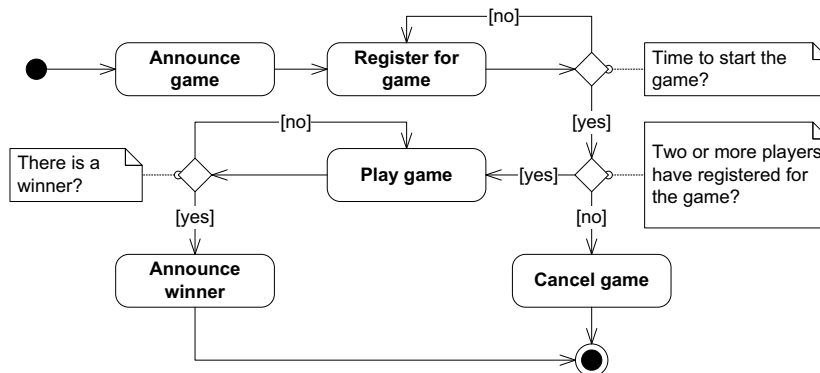 [no]
Announce
game
Register for
game
Time to start the
game?
[yes]
[no]
There is a
winner?
Play game
[yes]
Two or more players
have registered for
the game?
[yes]
[no]
Announce
winner
Cancel game